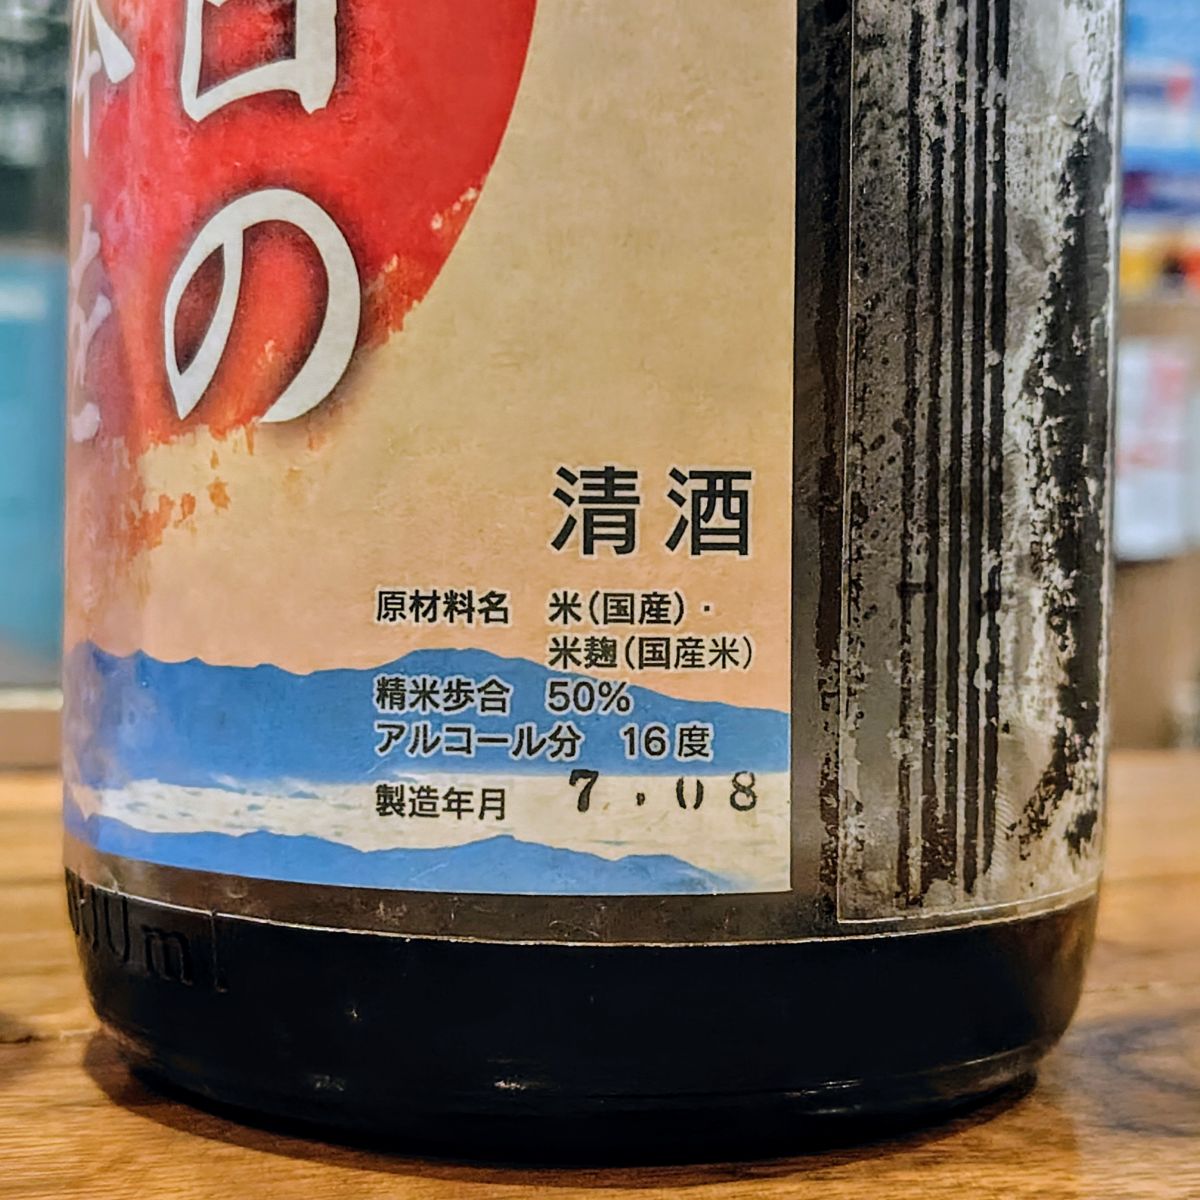 日の
清酒
原材料名 米(国産)・
米麹(国産米)
精米歩合 50%
アルコール分 16度
製造年月 7.08